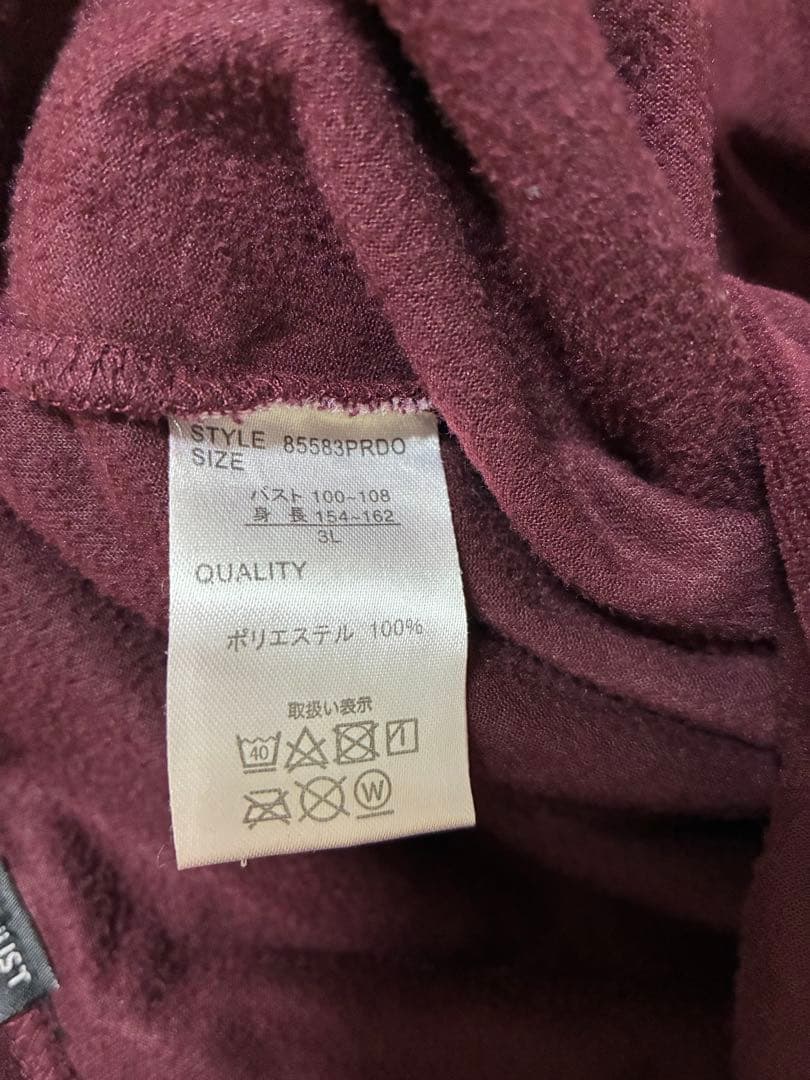 STYLE 85583PRDO
SIZE
バスト 100~108
身 長 154~162
3L
QUALITY
ポリエステル 100%
取扱い表示
40
W